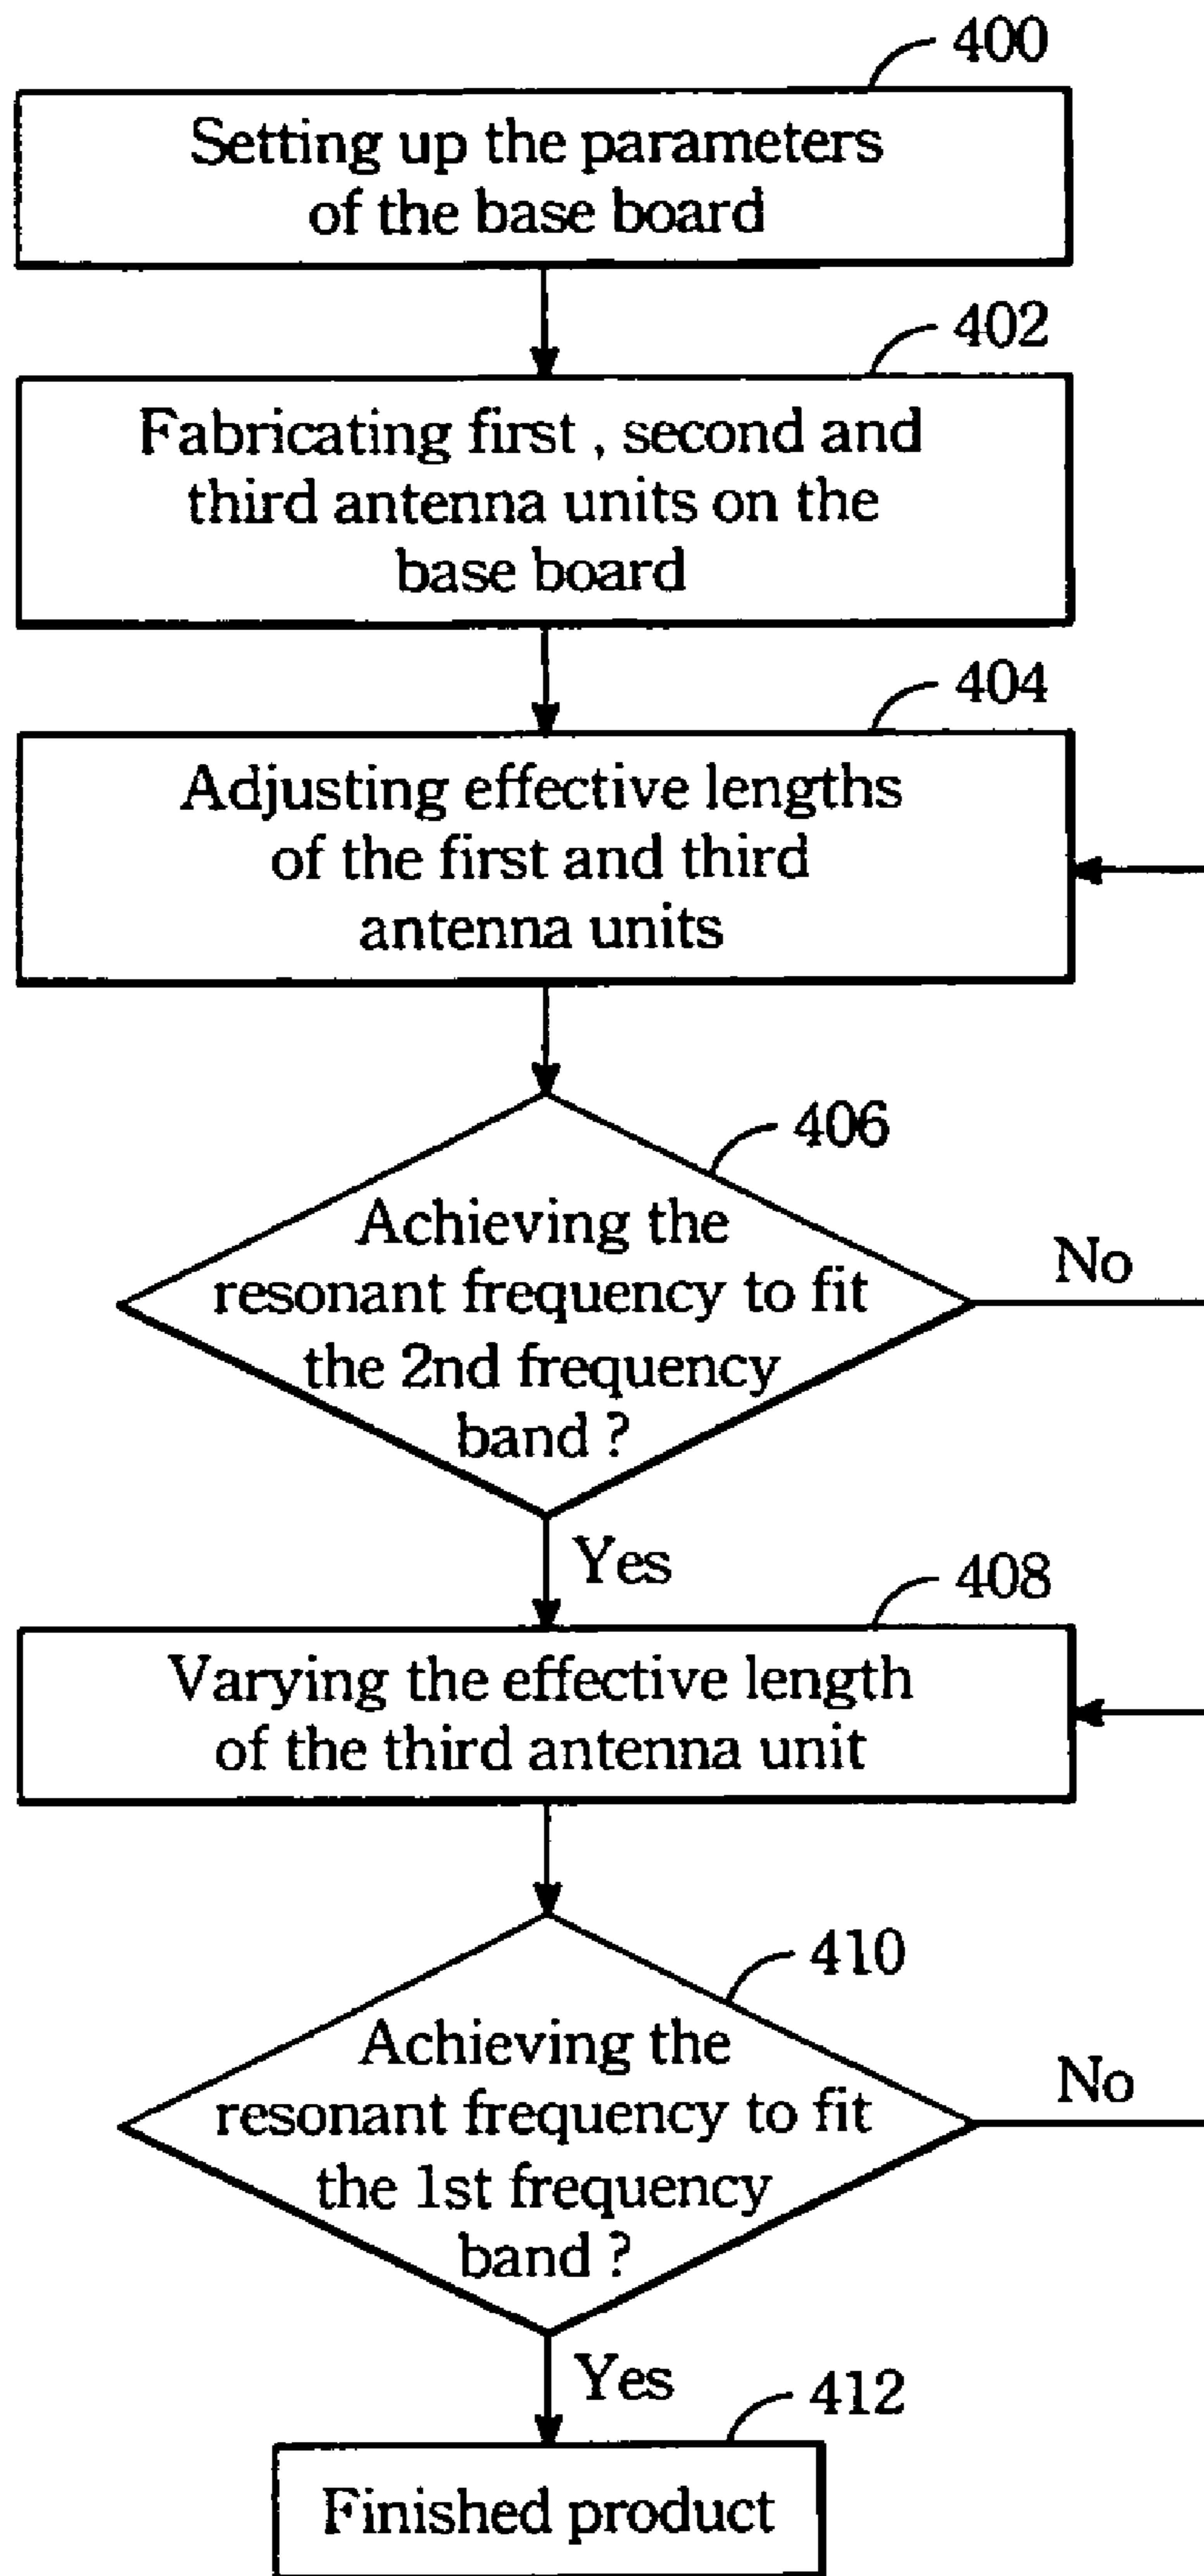 400
Setting up the parameters
of the base board
402
Fabricating first , second and
third antenna units on the
base board
404
Adjusting effective lengths
of the first and third
antenna units
406
Achieving the
resonant frequency to fit
the 2nd frequency
band ?
No
Yes
408
Varying the effective length
of the third antenna unit
410
Achieving the
resonant frequency to fit
the 1st frequency
band ?
No
Yes
412
Finished product